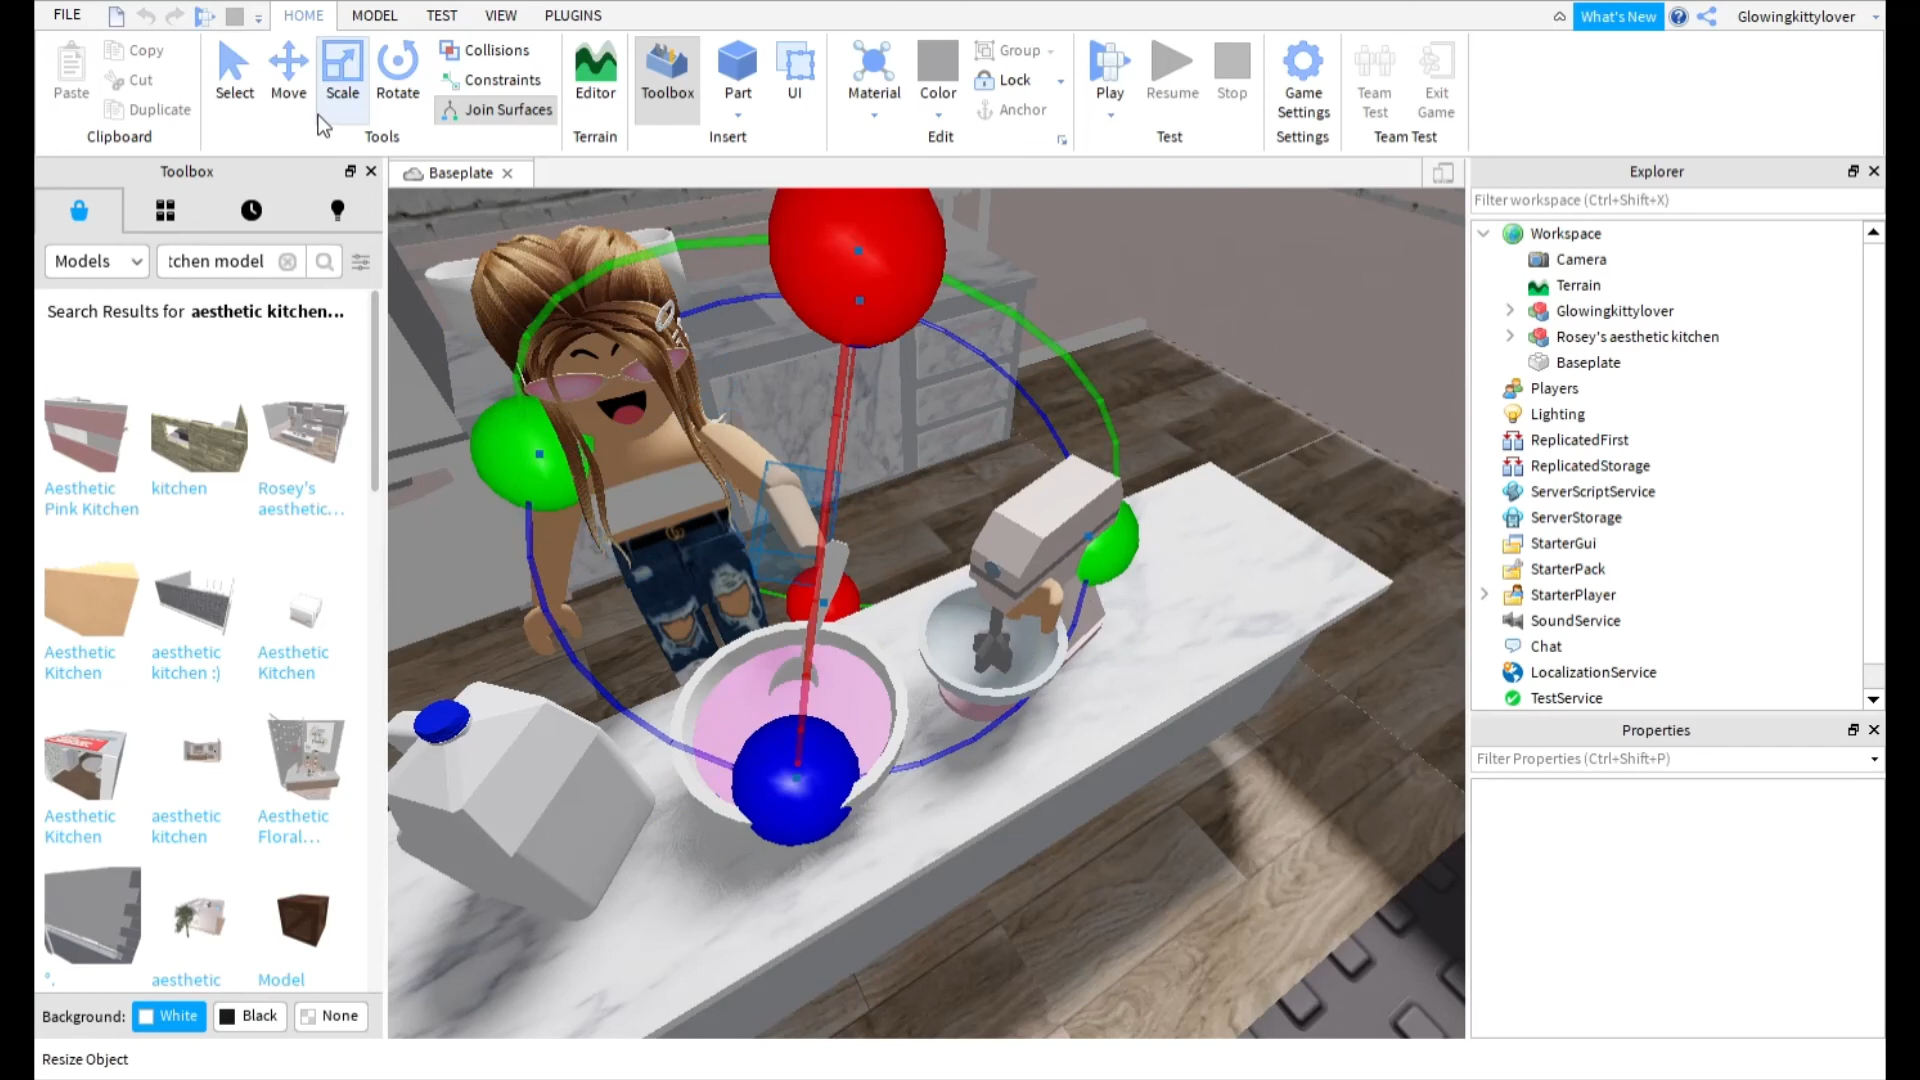 FILE
HOME
MODEL
TEST
VIEW
PLUGINS
What's New
Glowingkittylover
Paste
Copy
Cut
Duplicate
Clipboard
Select
Move
Scale
Rotate
Collisions
Constraints
Join Surfaces
Tools
Editor
Terrain
Toolbox
Part
UI
Insert
Material
Color
Group
Lock
Anchor
Edit
Play
Resume
Stop
Test
Game
Settings
Settings
Team
Test
Exit
Game
Team Test
Toolbox
Models
tchen model
Search Results for aesthetic kitchen...
Aesthetic
Pink Kitchen
kitchen
Rosey's
aesthetic...
Aesthetic
Kitchen
aesthetic
kitchen :)
Aesthetic
Kitchen
Aesthetic
Kitchen
aesthetic
kitchen
Aesthetic
Floral...
°.
aesthetic
Model
Background:
White
Black
None
Resize Object
Baseplate
Explorer
Filter workspace (Ctrl+Shift+X)
Workspace
Camera
Terrain
Glowingkittylover
Rosey's aesthetic kitchen
Baseplate
Players
Lighting
ReplicatedFirst
ReplicatedStorage
ServerScriptService
ServerStorage
StarterGui
StarterPack
StarterPlayer
SoundService
Chat
LocalizationService
TestService
Properties
Filter Properties (Ctrl+Shift+P)